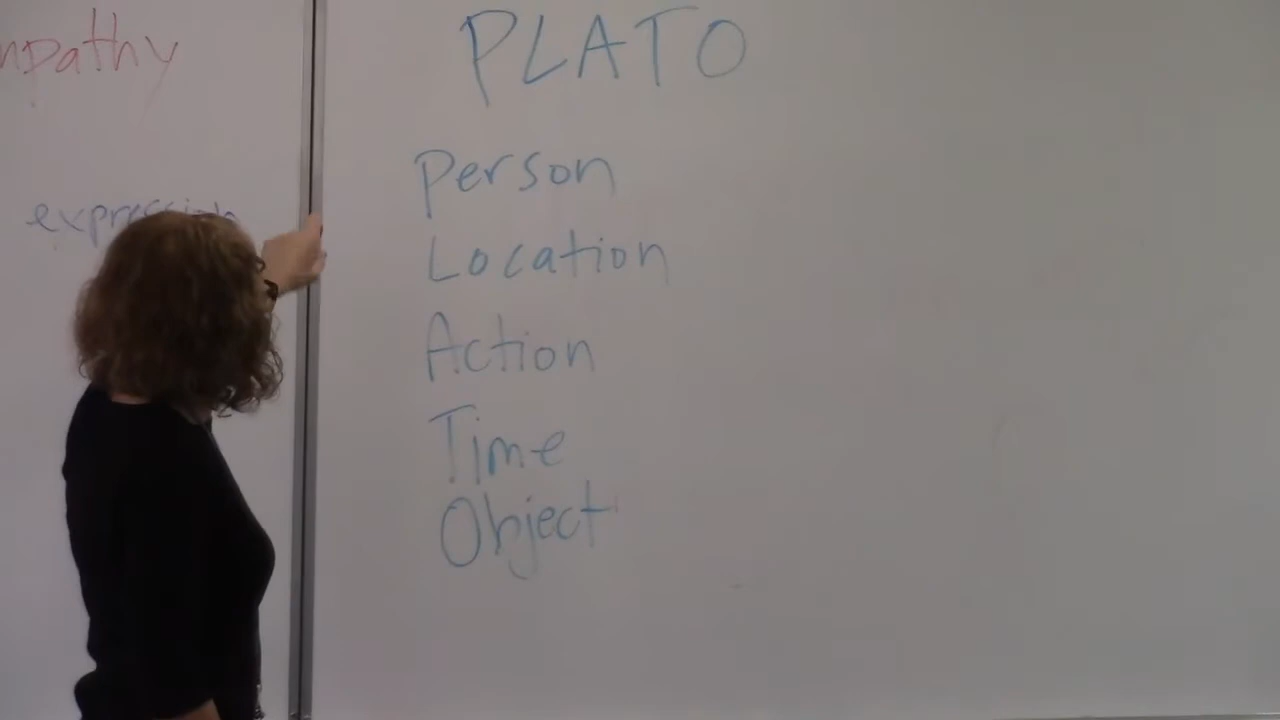 npathy
expression
PLATO
Person
Location
Action
Time
Object